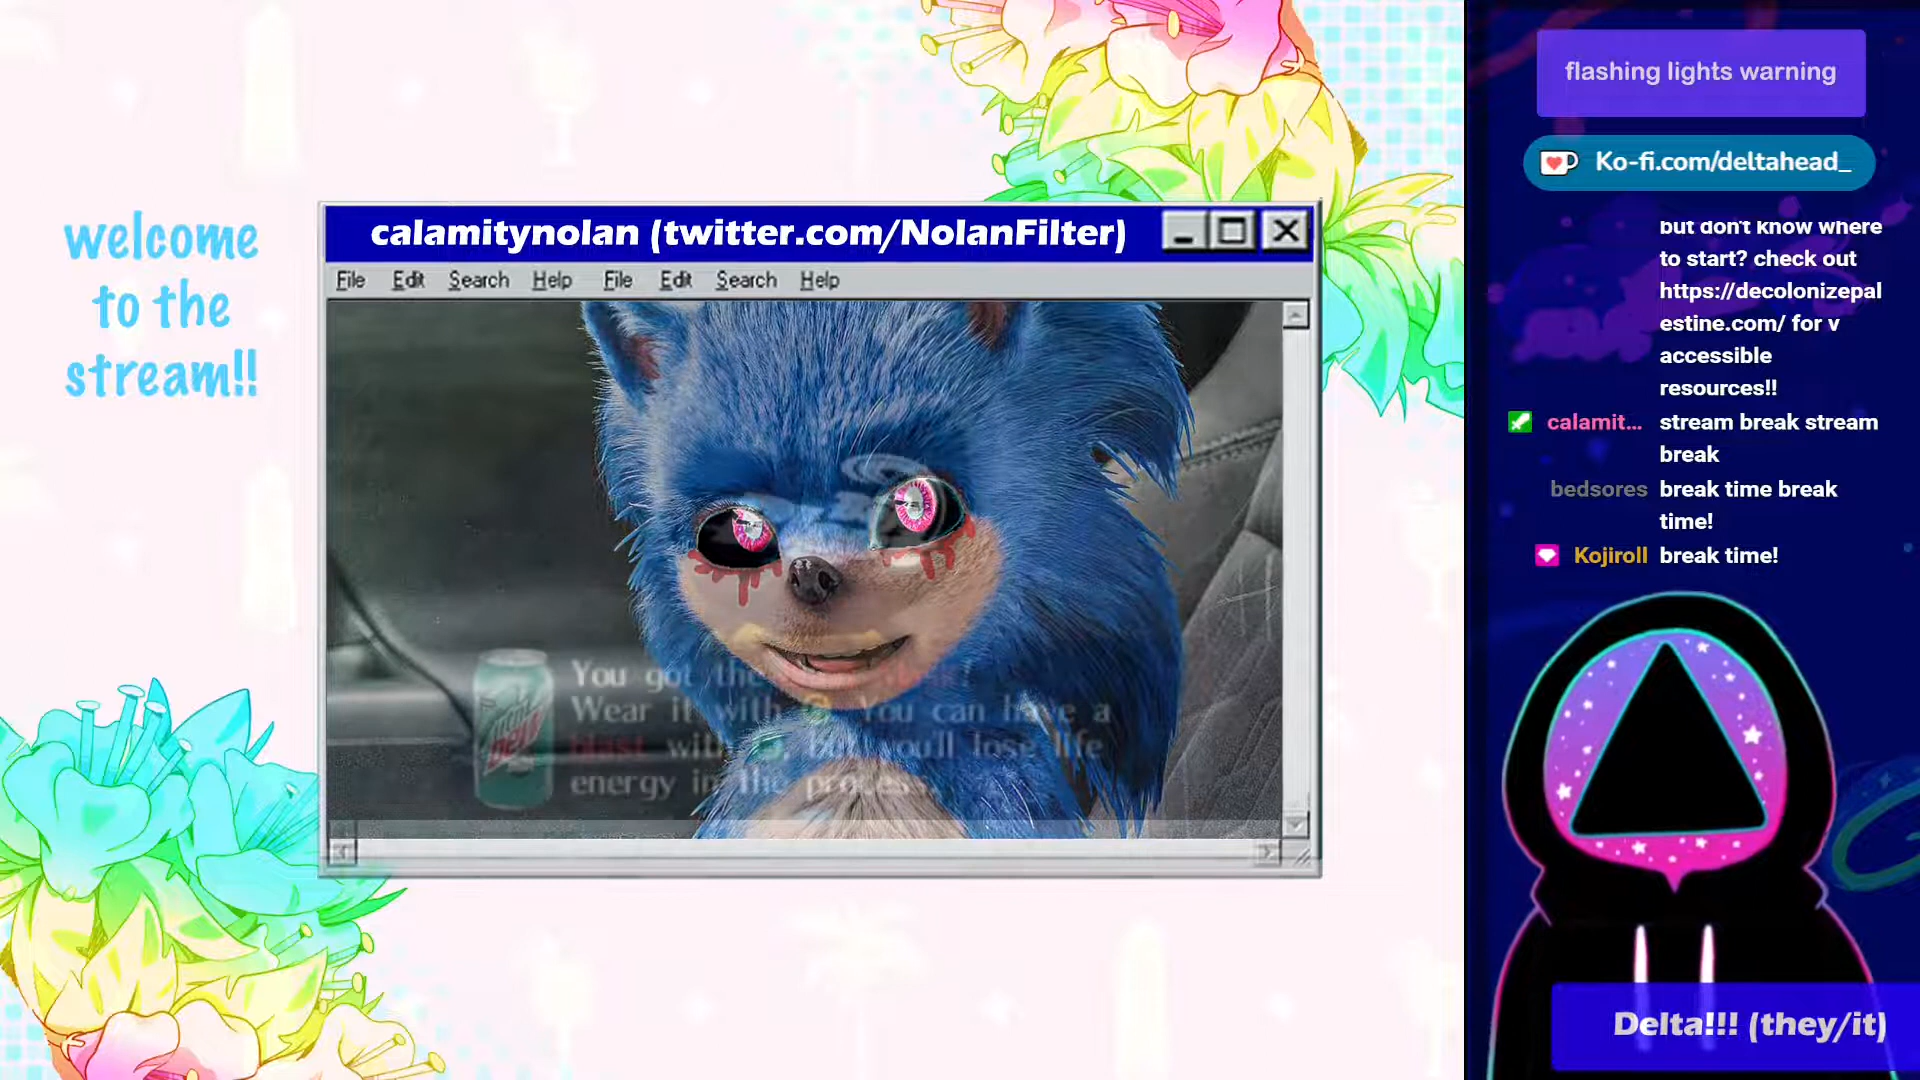 welcome
to the
stream!!
calamitynolan (twitter.com/NolanFilter)
File Edit Search Help File Edit Search Help
You got the
Wear it with You can have a
blast with but you'll lose life
energy in the process.
flashing lights warning
Ko-fi.com/deltahead_
but don't know where
to start? check out
https://decolonizepal
estine.com/ for v
accessible
resources!!
calamit... stream break stream
break
bedsores break time break
time!
Kojiroll break time!
Delta!!! (they/it)